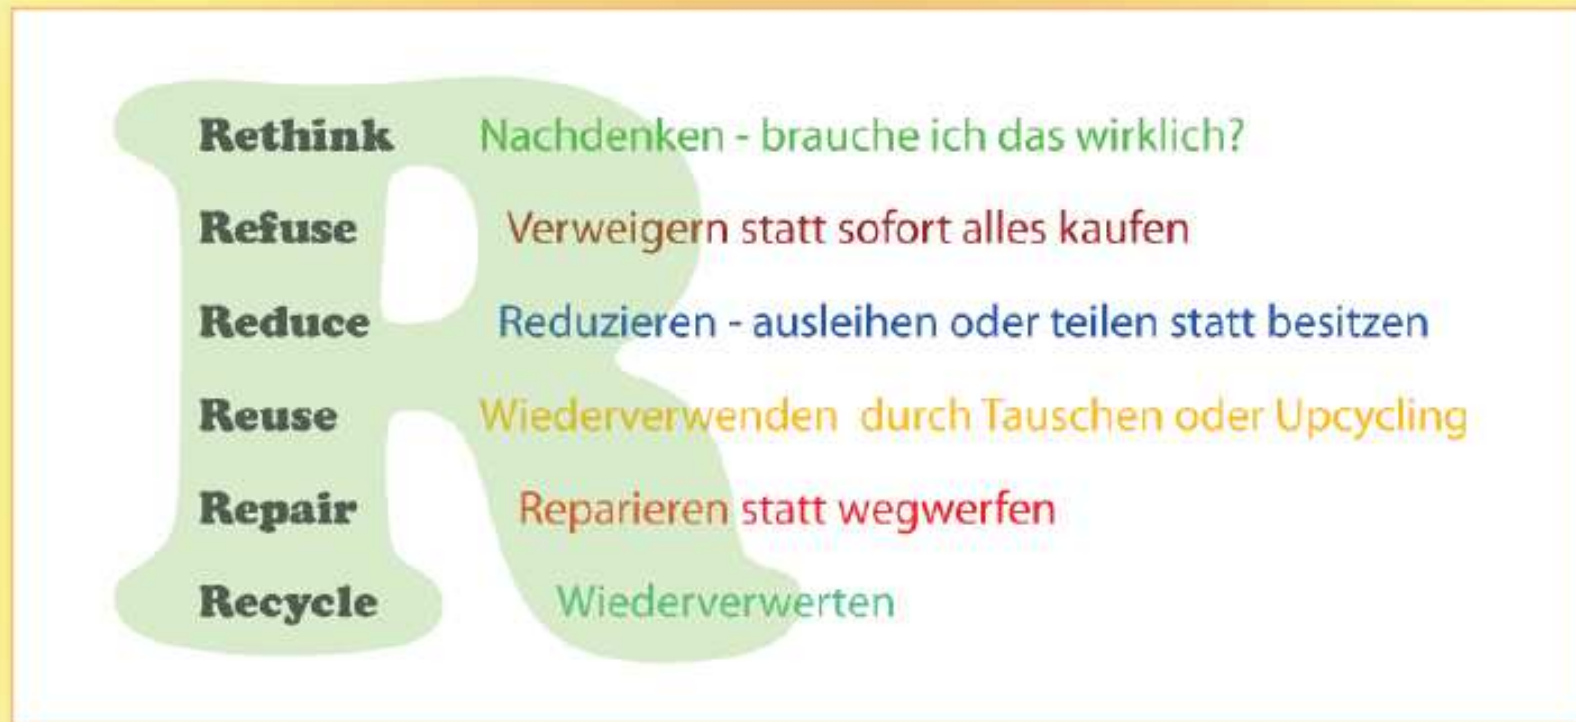 Rethink Nachdenken - brauche ich das wirklich?
Refuse Verweigern statt sofort alles kaufen
Reduce Reduzieren - ausleihen oder teilen statt besitzen
Reuse Wiederverwenden durch Tauschen oder Upcycling
Repair Reparieren statt wegwerfen
Recycle Wiederverwerten